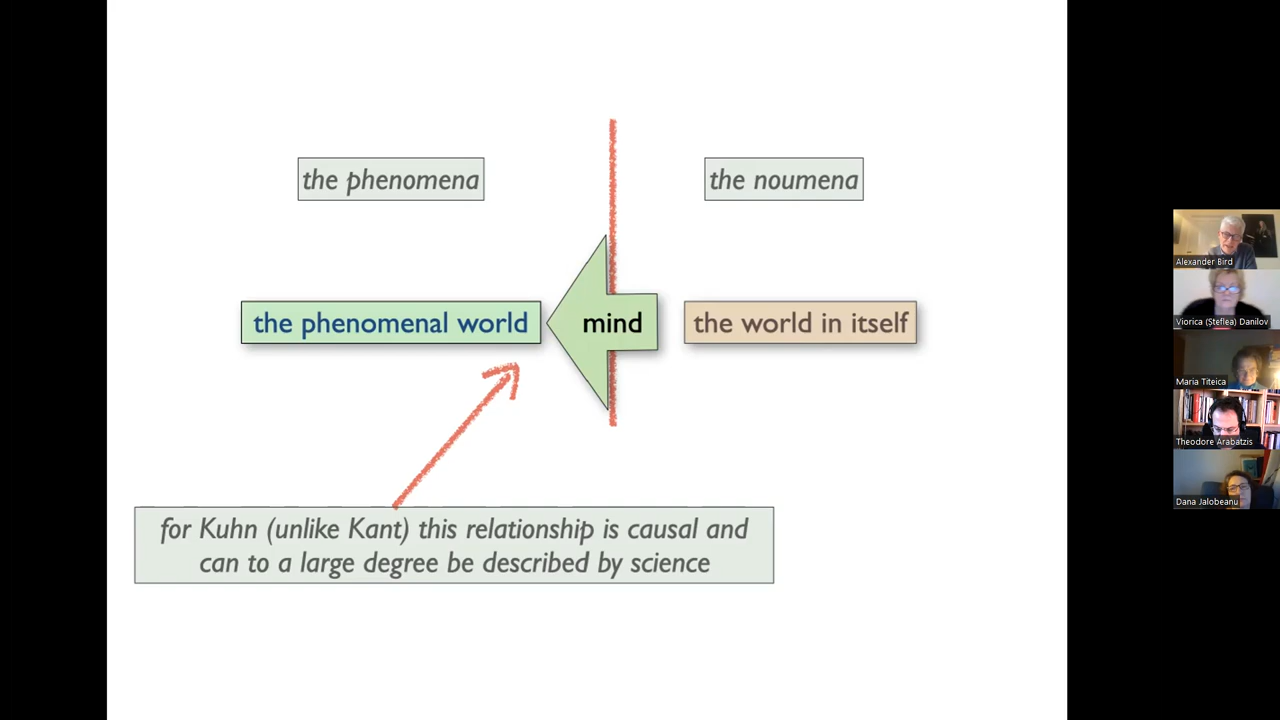 the phenomena
the noumena
the phenomenal world
mind
the world in itself
for Kuhn (unlike Kant) this relationship is causal and
can to a large degree be described by science
Alexander Bird
Viorica (Steflea) Danilov
Maria Titeica
Theodore Arabatzis
Dana Jalobeanu